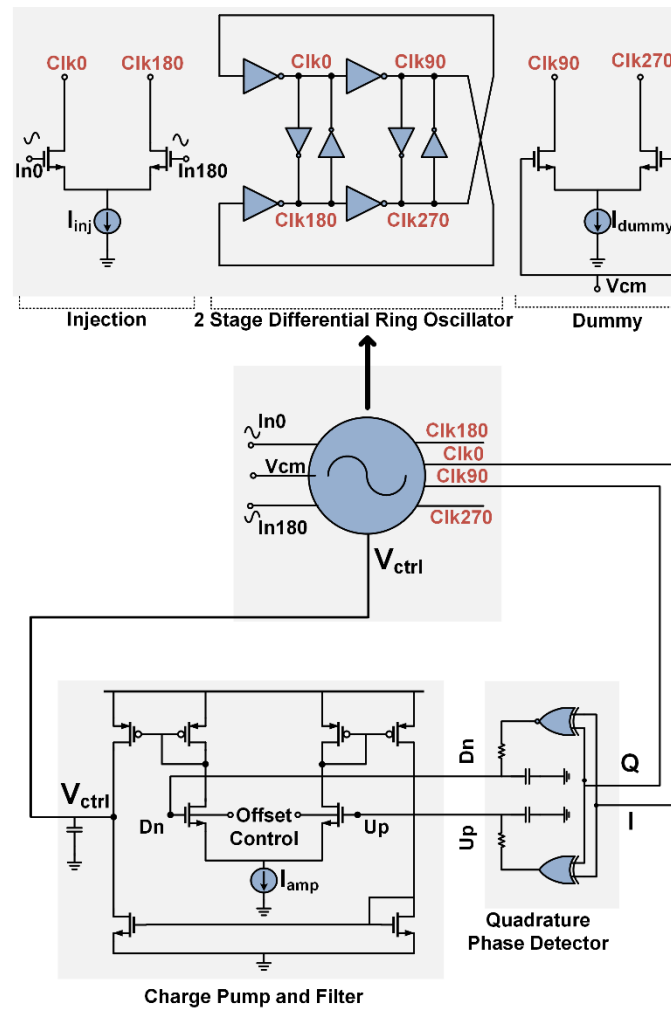 Clk0
Clk180
In0
In180
Iinj
Injection
Clk0
Clk90
Clk180
Clk270
2 Stage Differential Ring Oscillator
Clk90
Clk270
Idummy
Vcm
Dummy
In0
Vcm
In180
Clk180
Clk0
Clk90
Clk270
Vctrl
Vctrl
Dn
Offset
Control
Up
Iamp
Charge Pump and Filter
Dn
Up
Q
I
Quadrature
Phase Detector